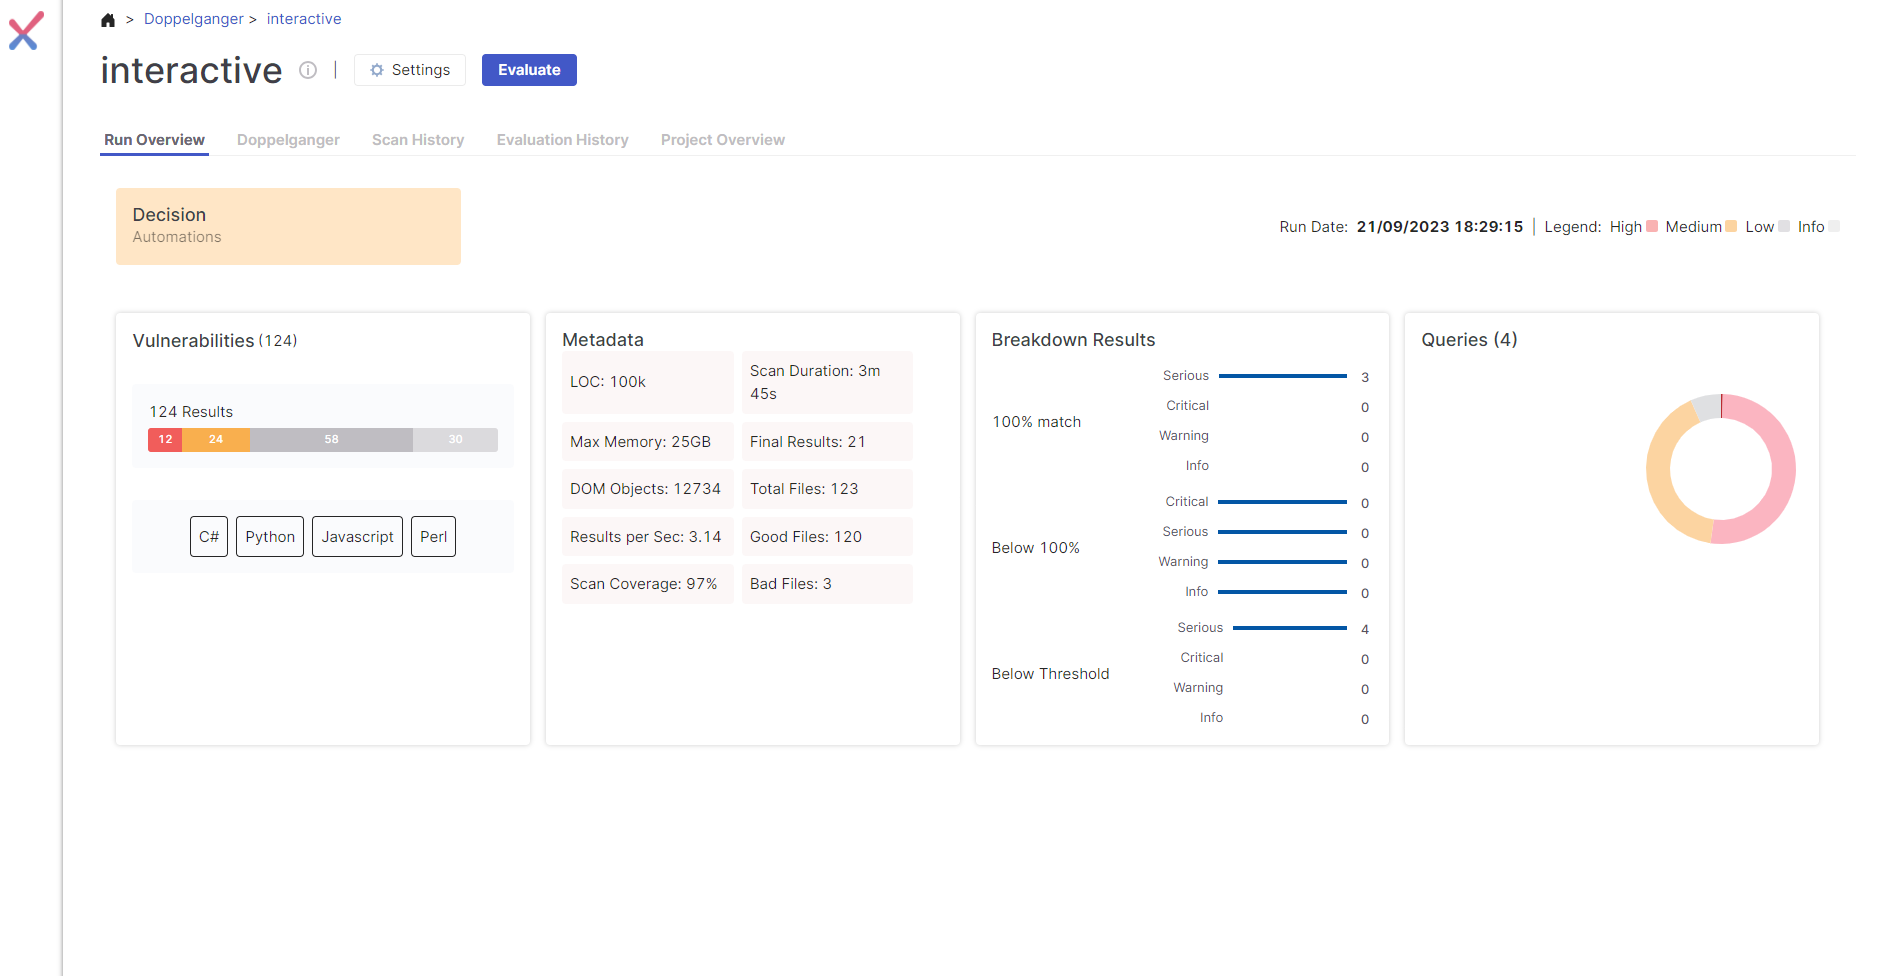 > Doppelganger > interactive
interactive | Settings Evaluate
Run Overview Doppelganger Scan History Evaluation History Project Overview
Decision
Automations
Run Date: 21/09/2023 18:29:15 | Legend: High Medium Low Info
Vulnerabilities (124)
124 Results
12 24 58 30
C# Python Javascript Perl
Metadata
LOC: 100k
Scan Duration: 3m
45s
Max Memory: 25GB
Final Results: 21
DOM Objects: 12734
Total Files: 123
Results per Sec: 3.14
Good Files: 120
Scan Coverage: 97%
Bad Files: 3
Breakdown Results
100% match
Serious 3
Critical 0
Warning 0
Info 0
Below 100%
Critical 0
Serious 0
Warning 0
Info 0
Below Threshold
Serious 4
Critical 0
Warning 0
Info 0
Queries (4)